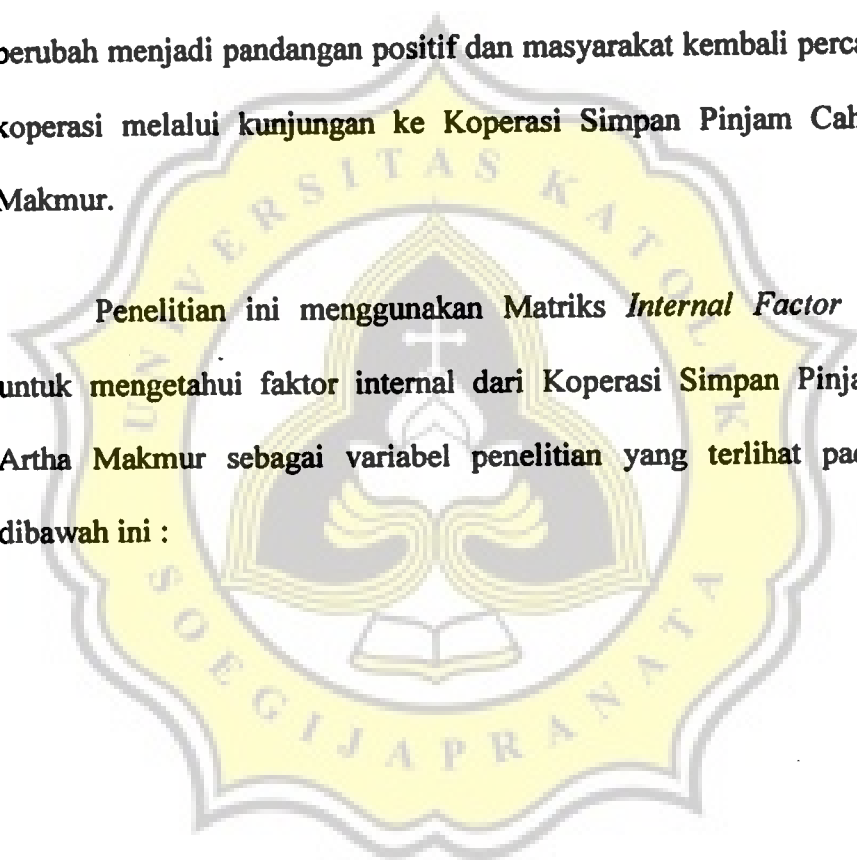 berubah menjadi pandangan positif dan masyarakat kembali perca
koperasi melalui kunjungan ke Koperasi Simpan Pinjam Cah
Makmur.
Penelitian ini menggunakan Matriks Internal Factor
untuk mengetahui faktor internal dari Koperasi Simpan Pinja
Artha Makmur sebagai variabel penelitian yang terlihat pad
dibawah ini :
UNIVERSITAS KATOLIK
SOEGIJAPRANATA